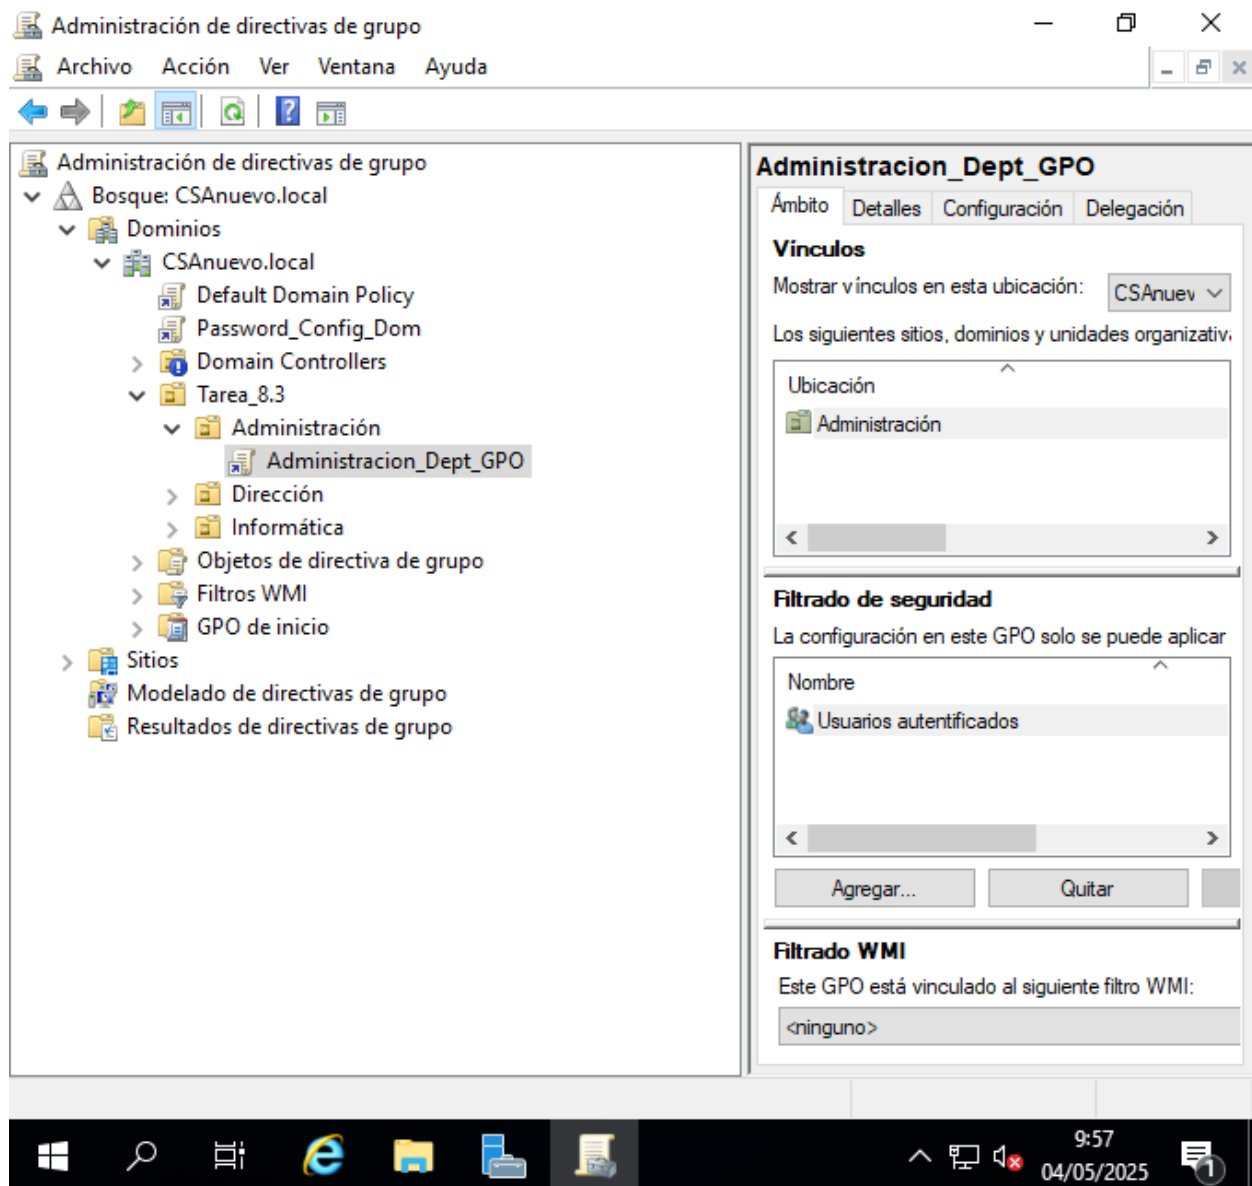 Administración de directivas de grupo
Archivo Acción Ver Ventana Ayuda
Administración de directivas de grupo
Bosque: CSAnuevo.local
Dominios
CSAnuevo.local
Default Domain Policy
Password_Config_Dom
Domain Controllers
Tarea_8.3
Administración
Administracion_Dept_GPO
Dirección
Informática
Objetos de directiva de grupo
Filtros WMI
GPO de inicio
Sitios
Modelado de directivas de grupo
Resultados de directivas de grupo
Administracion_Dept_GPO
Ámbito Detalles Configuración Delegación
Vínculos
Mostrar vínculos en esta ubicación: CSAnuev
Los siguientes sitios, dominios y unidades organizativ
Ubicación
Administración
Filtrado de seguridad
La configuración en este GPO solo se puede aplicar
Nombre
Usuarios autentificados
Agregar... Quitar
Filtrado WMI
Este GPO está vinculado al siguiente filtro WMI:
<ninguno>
9:57
04/05/2025
1